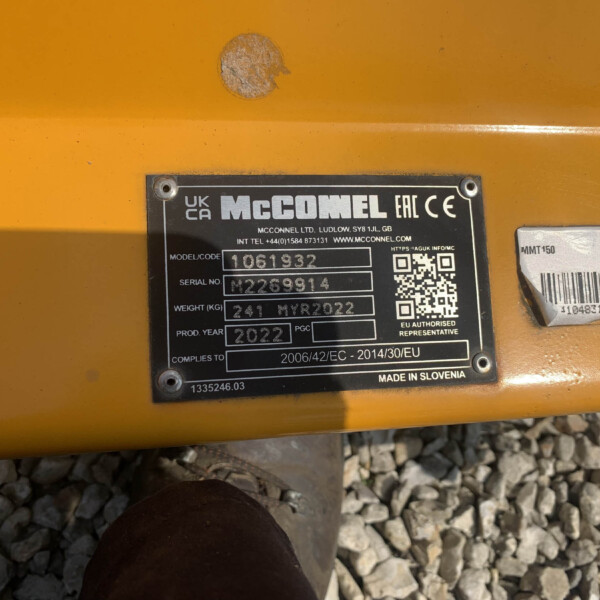 UK
CA
McCONNEL EAC CE
MCCONNEL LTD. LUDLOW. SY8 1JL, GB
INT TEL +44(0)1584 873131 WWW.MCCONNEL.COM
MODEL/CODE 1061932
SERIAL NO. M2269914
WEIGHT (KG) 241 MYR2022
PROD. YEAR 2022 PGC
EU AUTHORISED
REPRESENTATIVE
COMPLIES TO 2006/42/EC - 2014/30/EU
1335246.03 MADE IN SLOVENIA
MMT150